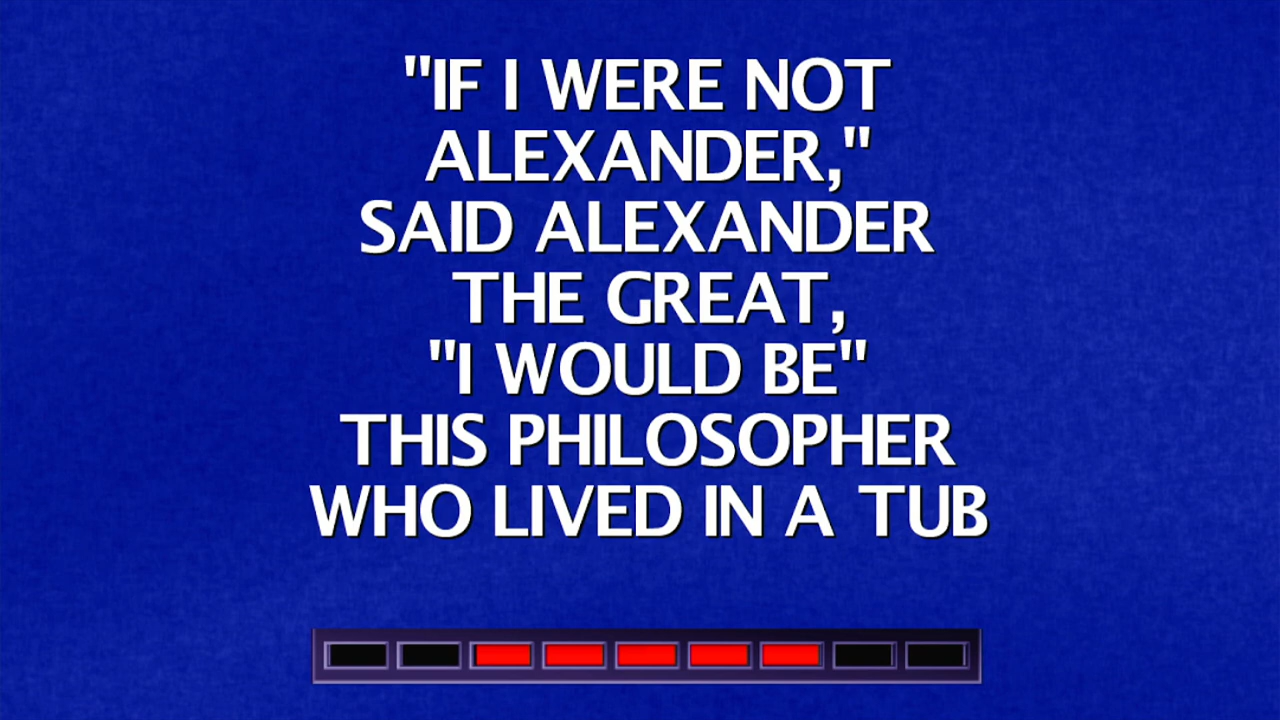 "IF I WERE NOT
ALEXANDER,"
SAID ALEXANDER
THE GREAT,
"I WOULD BE"
THIS PHILOSOPHER
WHO LIVED IN A TUB